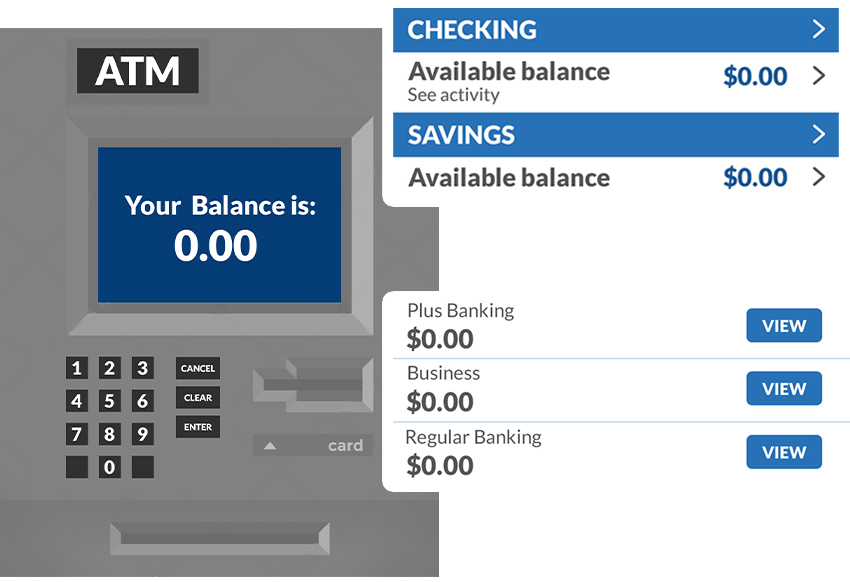 ATM
Your Balance is:
0.00
1 2 3 CANCEL
4 5 6 CLEAR
7 8 9 ENTER
0
card
CHECKING
Available balance $0.00
See activity
SAVINGS
Available balance $0.00
Plus Banking
$0.00 VIEW
Business
$0.00 VIEW
Regular Banking
$0.00 VIEW